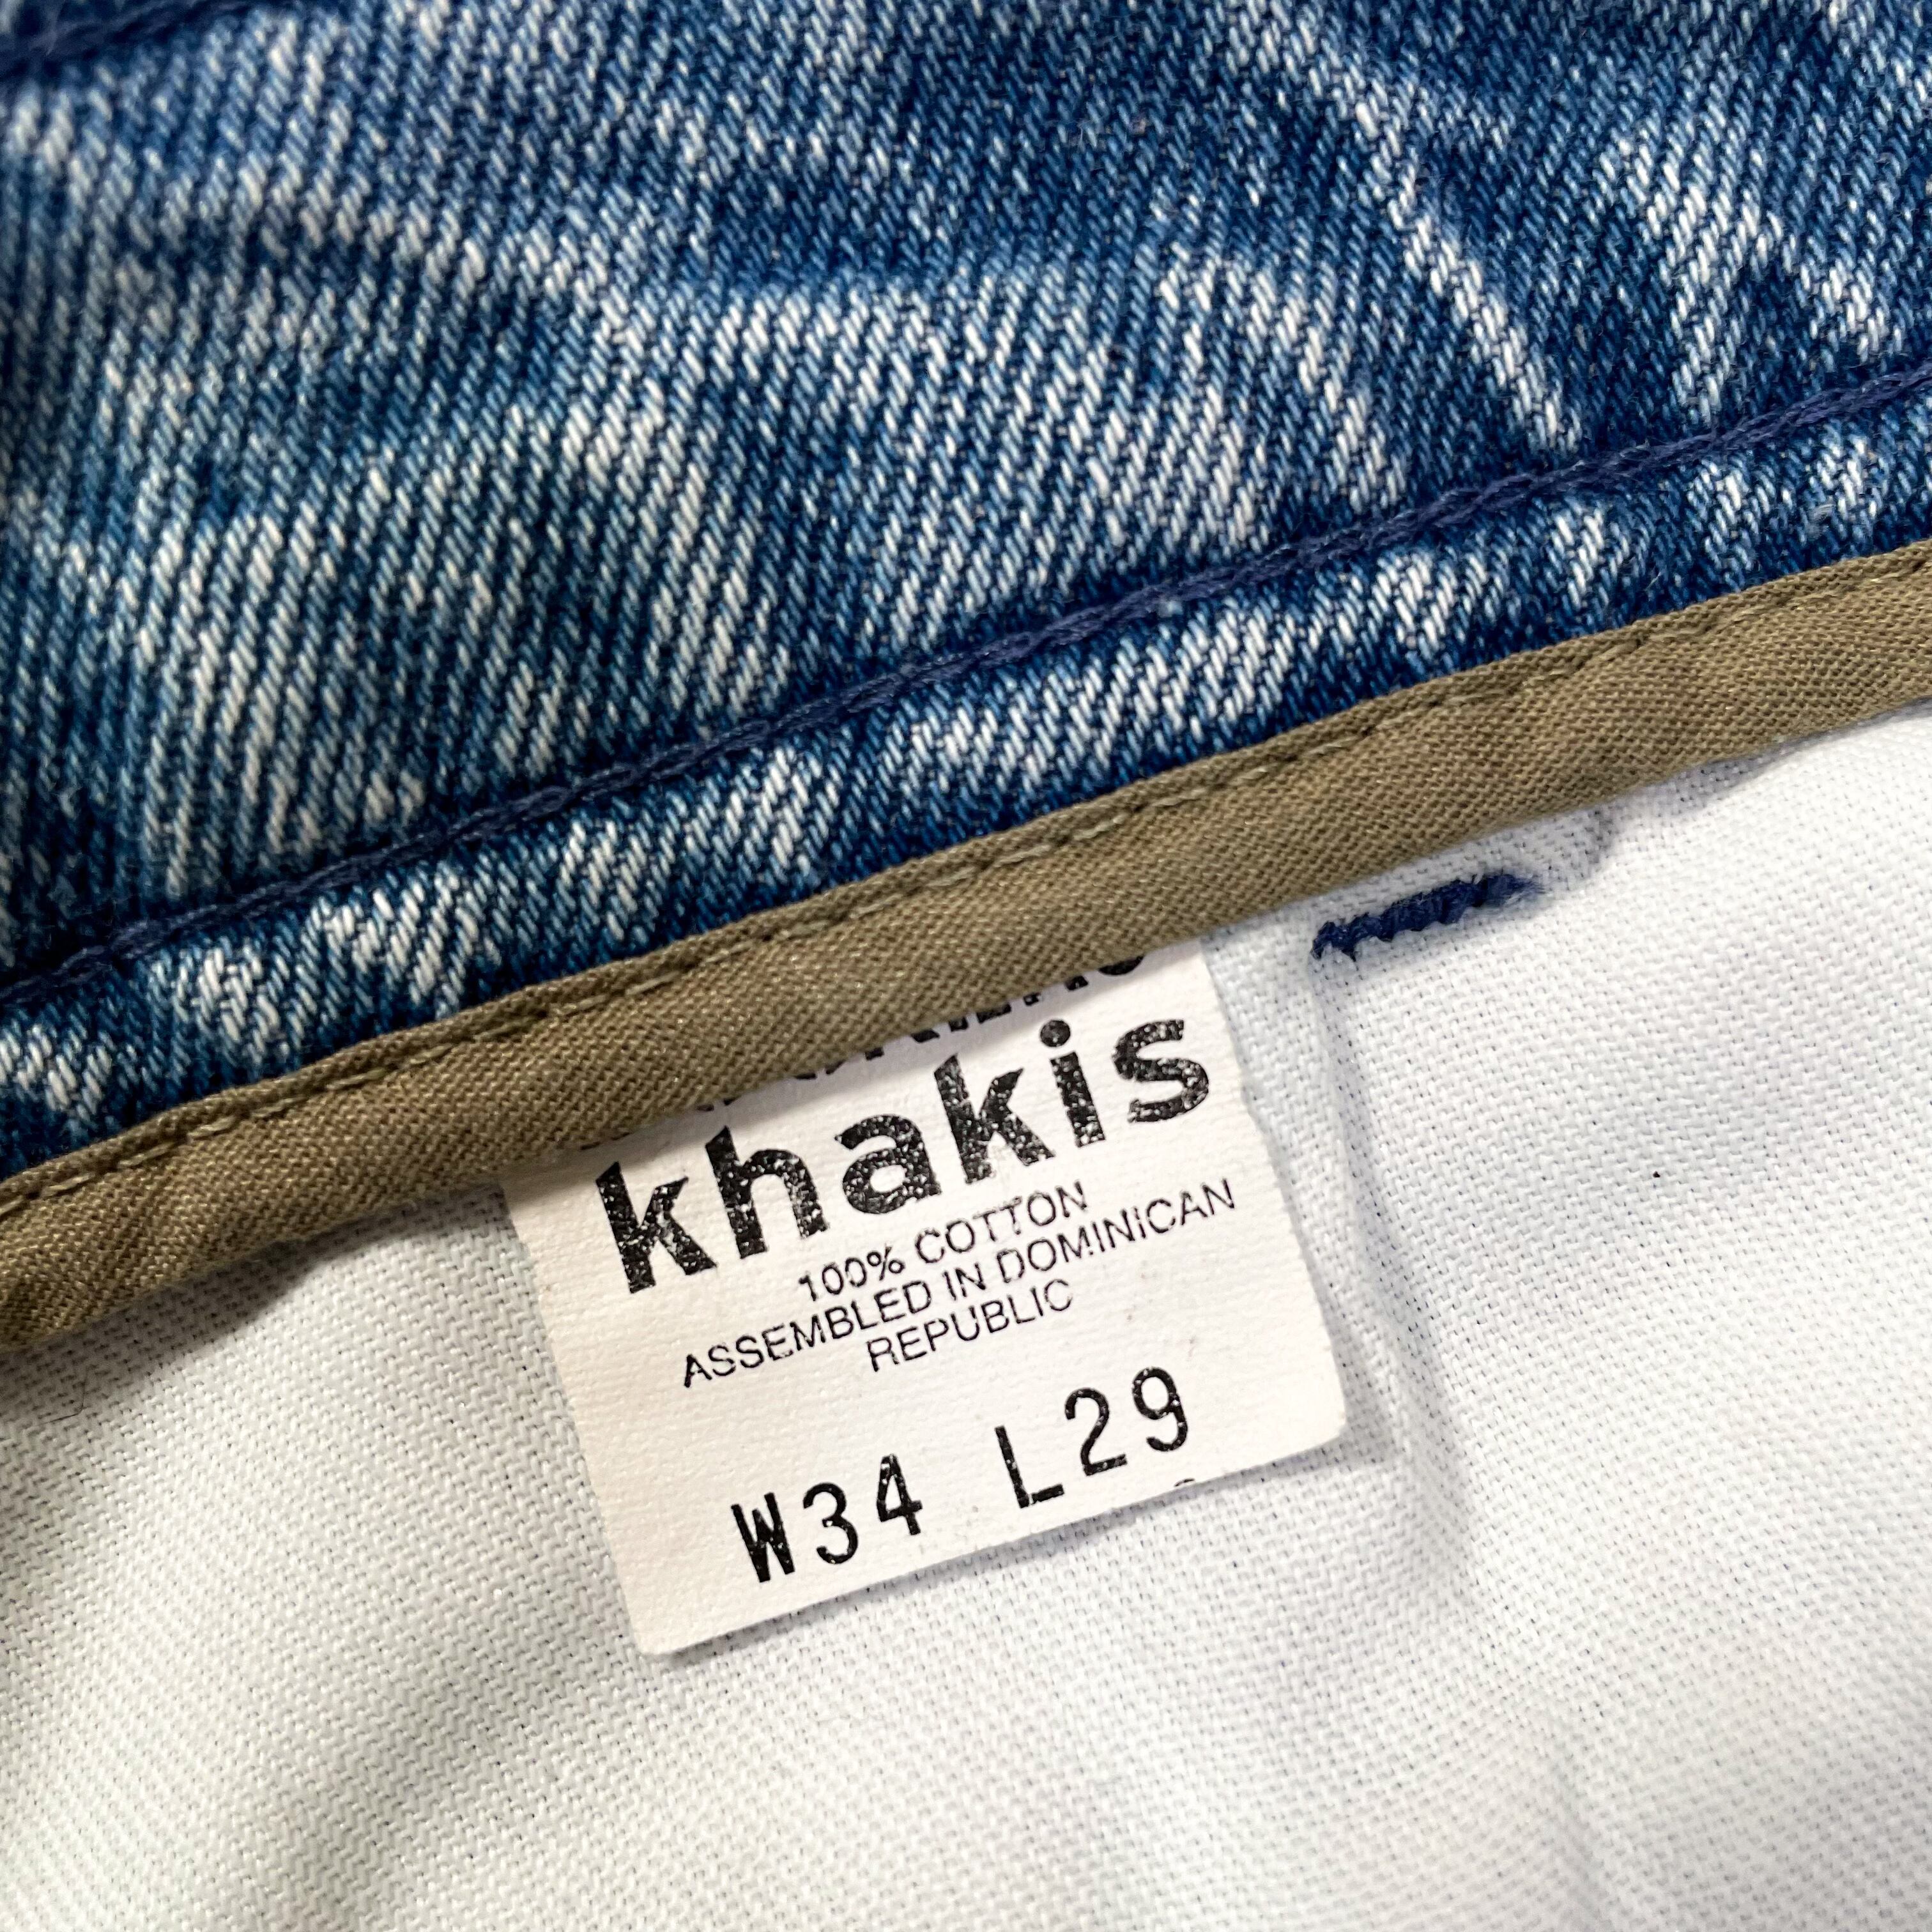 khakis
100% COTTON
ASSEMBLED IN DOMINICAN
REPUBLIC
W34 L29